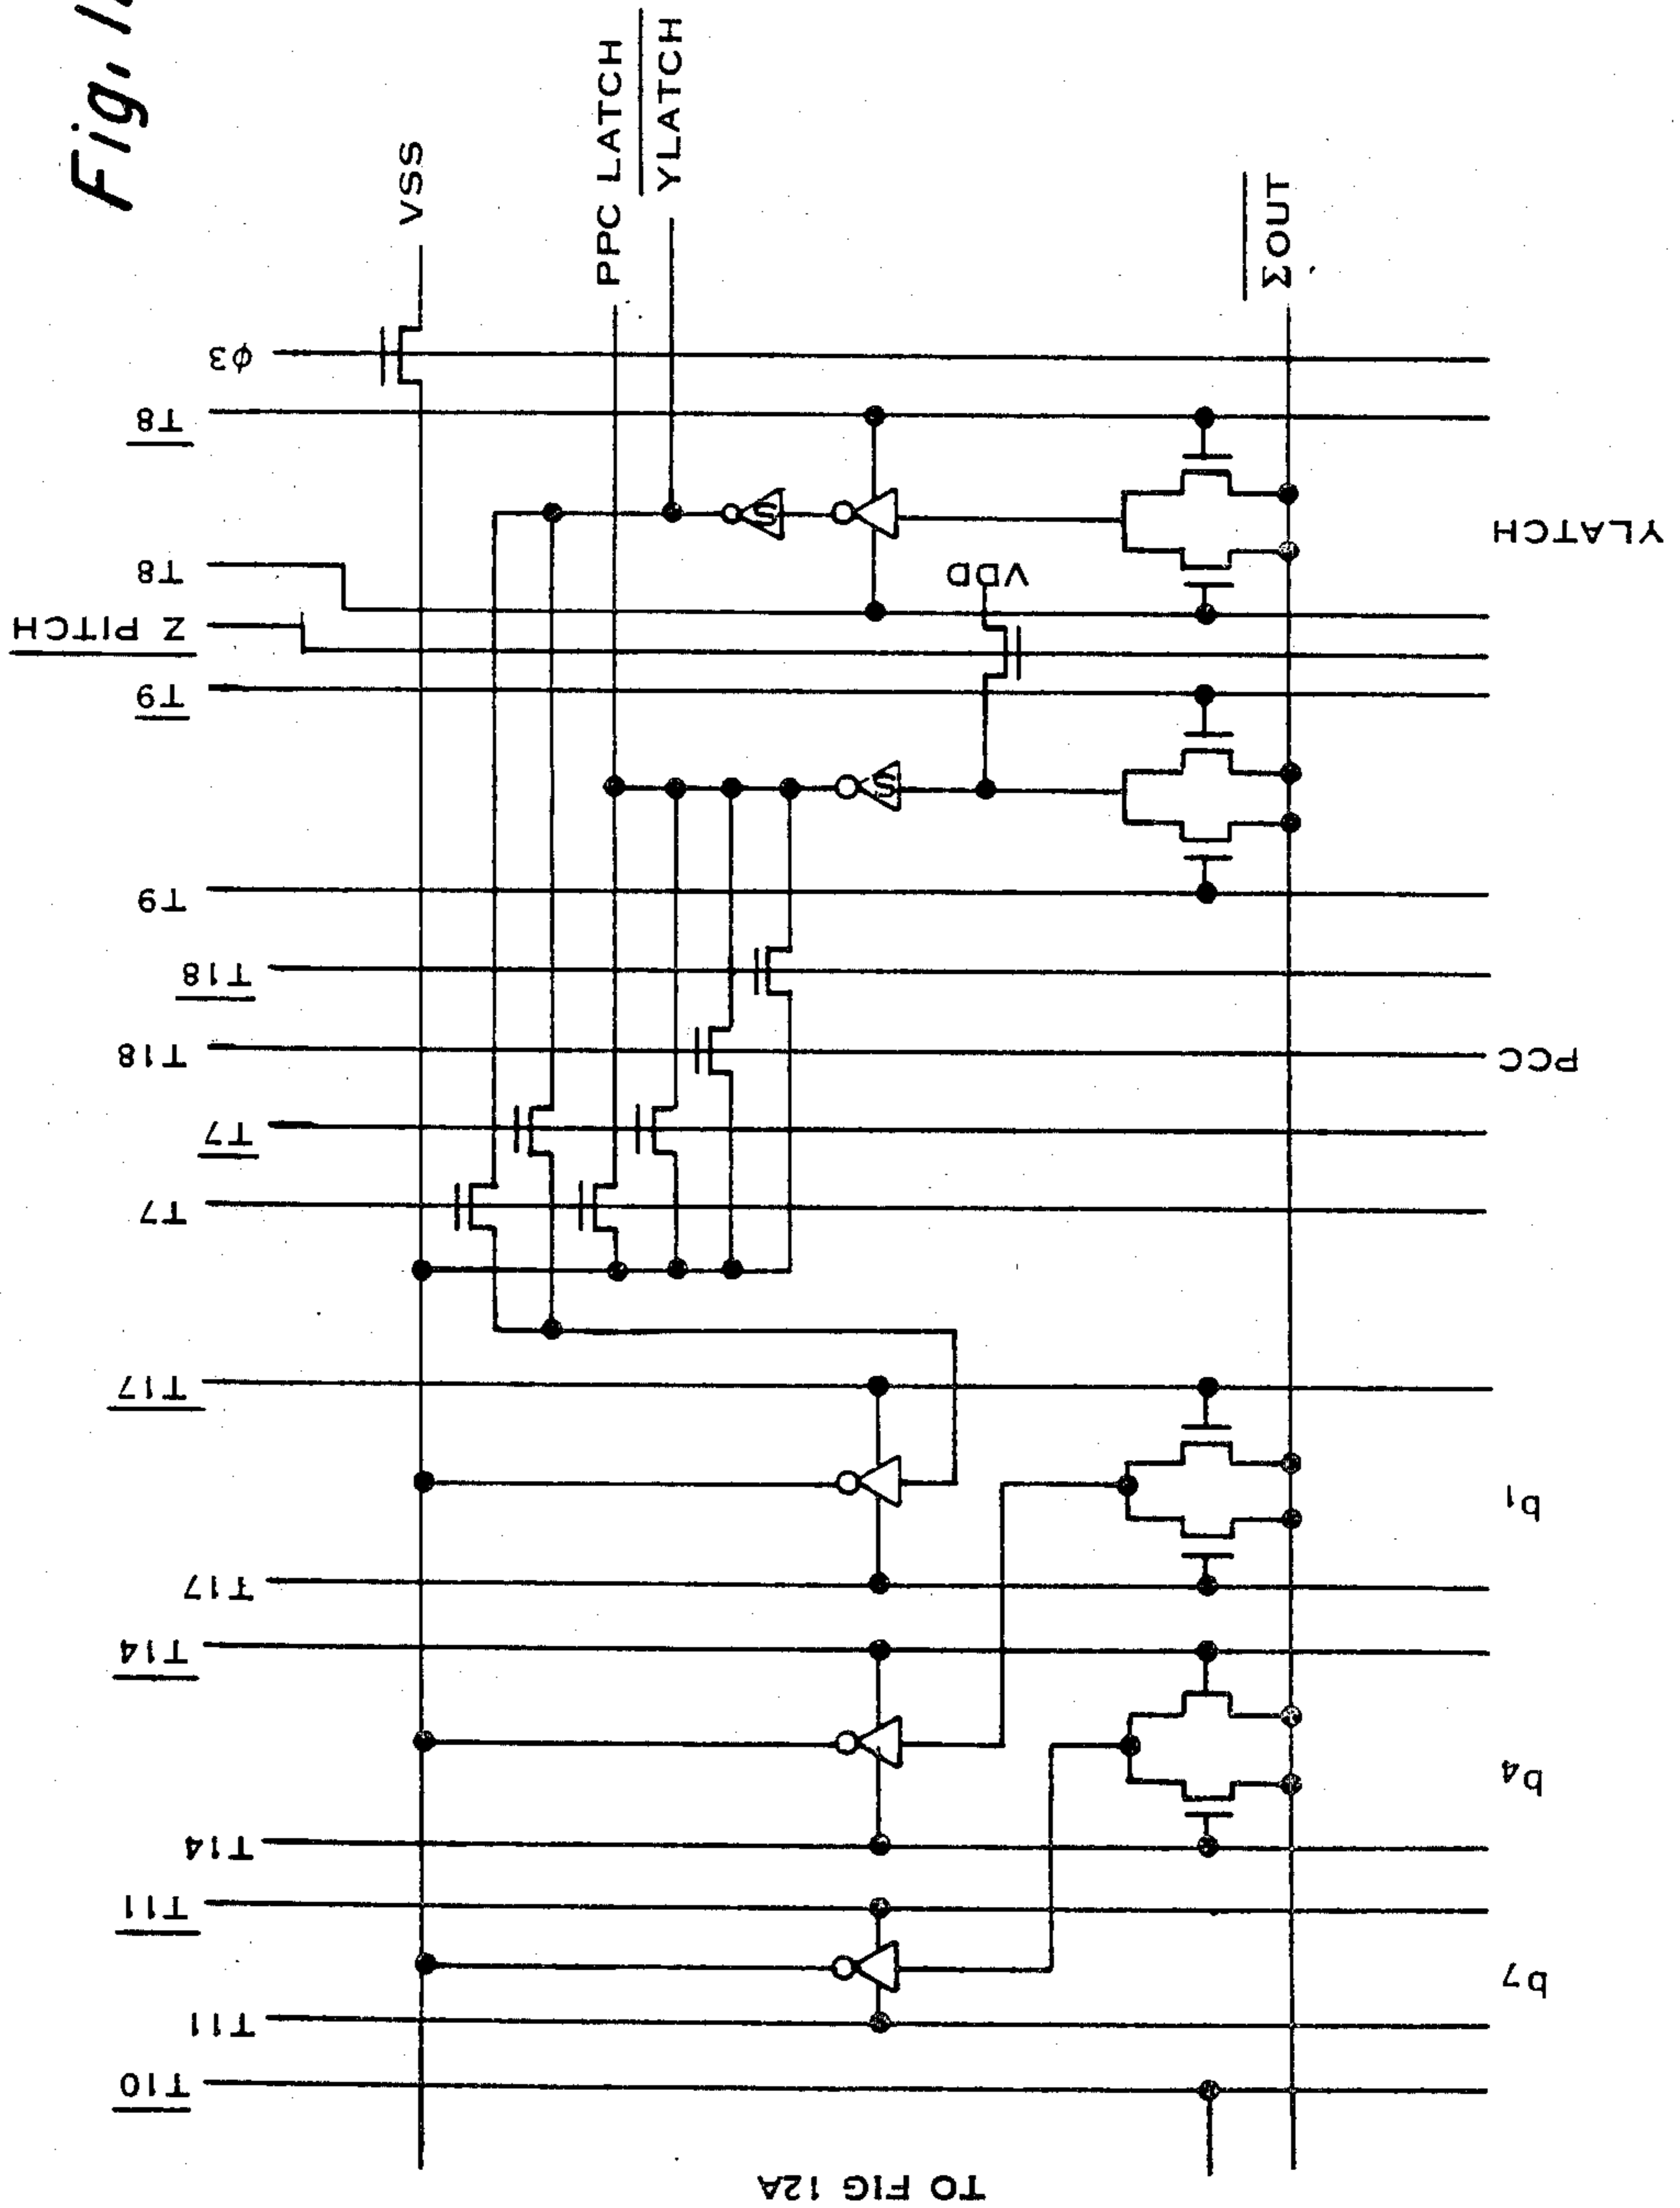 Fig.
VSS
PPC LATCH
YLATCH
ΣOUT
φ3
T8
T8
Z PITCH
T9
T9
T18
T18
T7
T7
T17
T17
T14
T14
T11
T11
T10
VDD
S
S
YLATCH
PCC
b1
b4
b7
TO FIG 12A